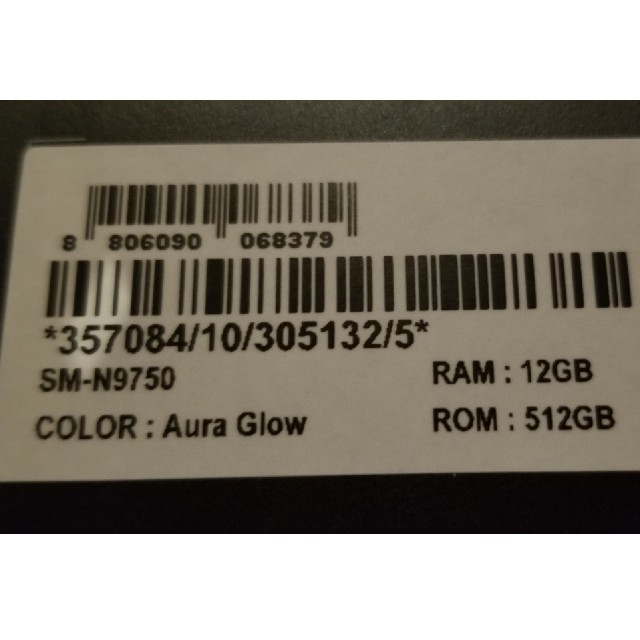 8 806090 068379
*357084/10/305132/5*
SM-N9750
RAM : 12GB
COLOR : Aura Glow
ROM : 512GB